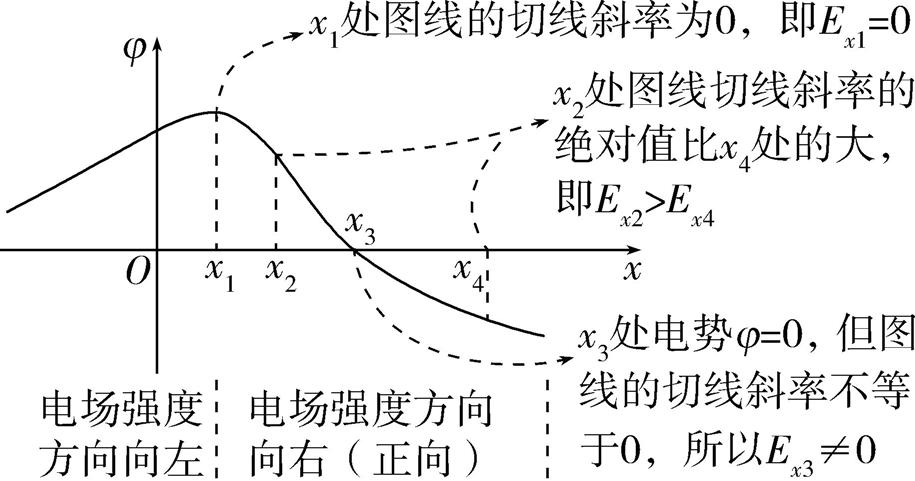 x₁处图线的切线斜率为0，即Eₓ₁=0
φ
x₂处图线切线斜率的
绝对值比x₄处的大，
即Eₓ₂>Eₓ₄
x₃
O
x₁
x₂
x₄
x
x₃处电势φ=0，但图
线的切线斜率不等
于0，所以Eₓ₃≠0
电场强度
方向向左
电场强度方向
向右（正向）